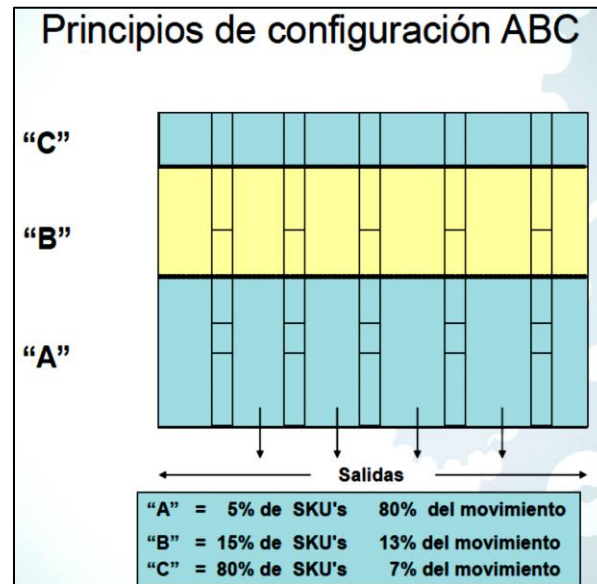 Principios de configuración ABC
“C”
“B”
“A”
Salidas
“A” = 5% de SKU's 80% del movimiento
“B” = 15% de SKU's 13% del movimiento
“C” = 80% de SKU's 7% del movimiento